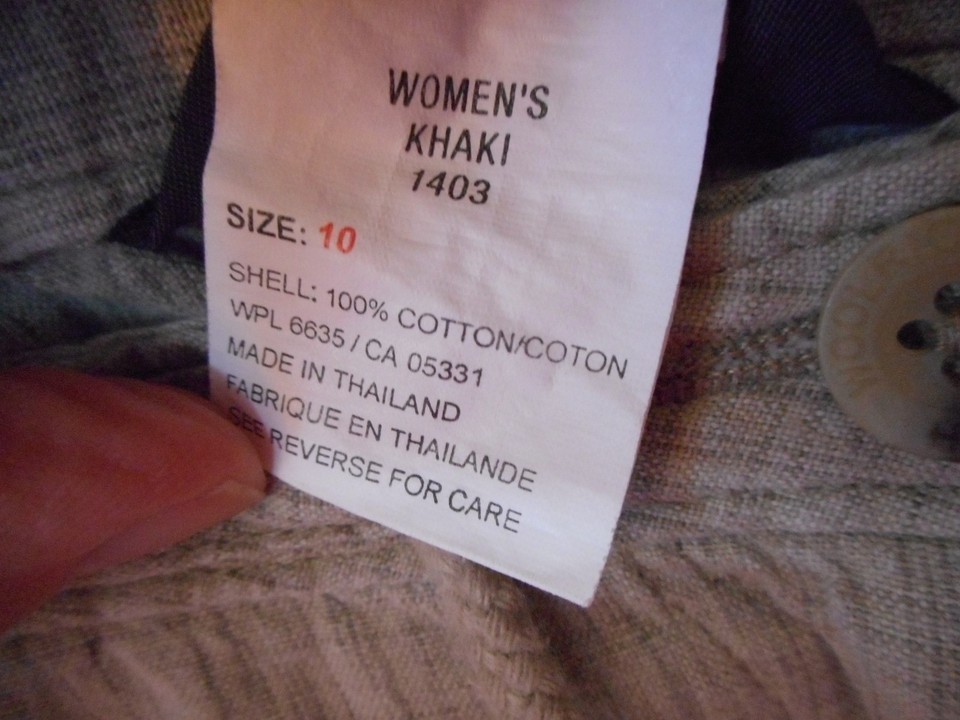 WOMEN'S
KHAKI
1403
SIZE: 10
SHELL: 100% COTTON/COTON
WPL 6635 / CA 05331
MADE IN THAILAND
FABRIQUE EN THAILANDE
SEE REVERSE FOR CARE